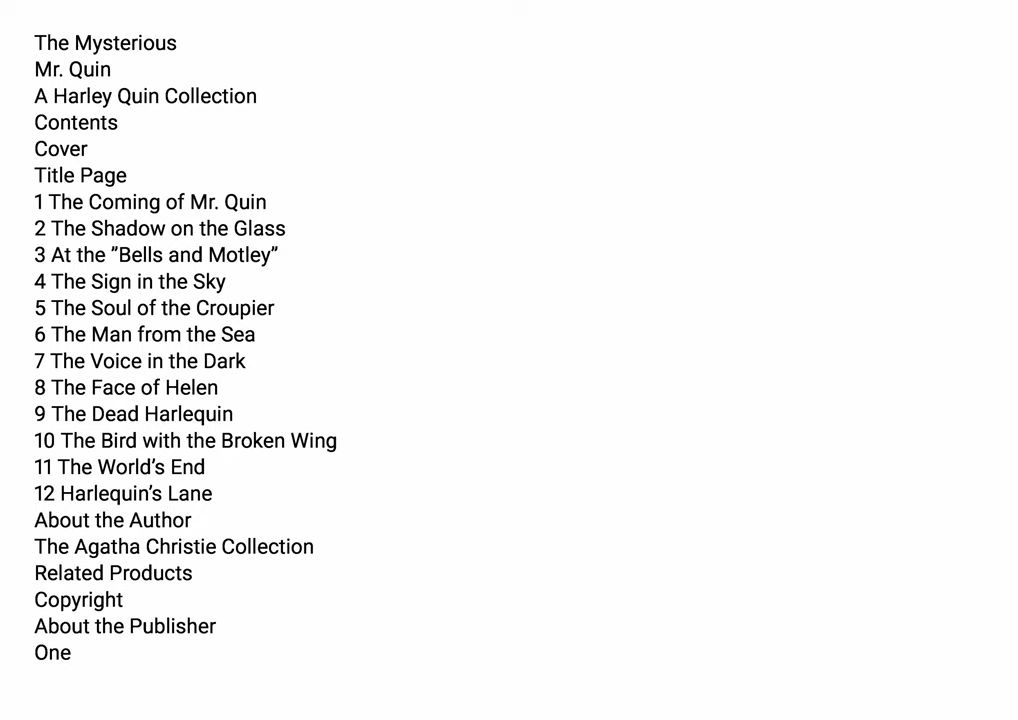 The Mysterious
Mr. Quin
A Harley Quin Collection
Contents
Cover
Title Page
1 The Coming of Mr. Quin
2 The Shadow on the Glass
3 At the ”Bells and Motley”
4 The Sign in the Sky
5 The Soul of the Croupier
6 The Man from the Sea
7 The Voice in the Dark
8 The Face of Helen
9 The Dead Harlequin
10 The Bird with the Broken Wing
11 The World’s End
12 Harlequin’s Lane
About the Author
The Agatha Christie Collection
Related Products
Copyright
About the Publisher
One